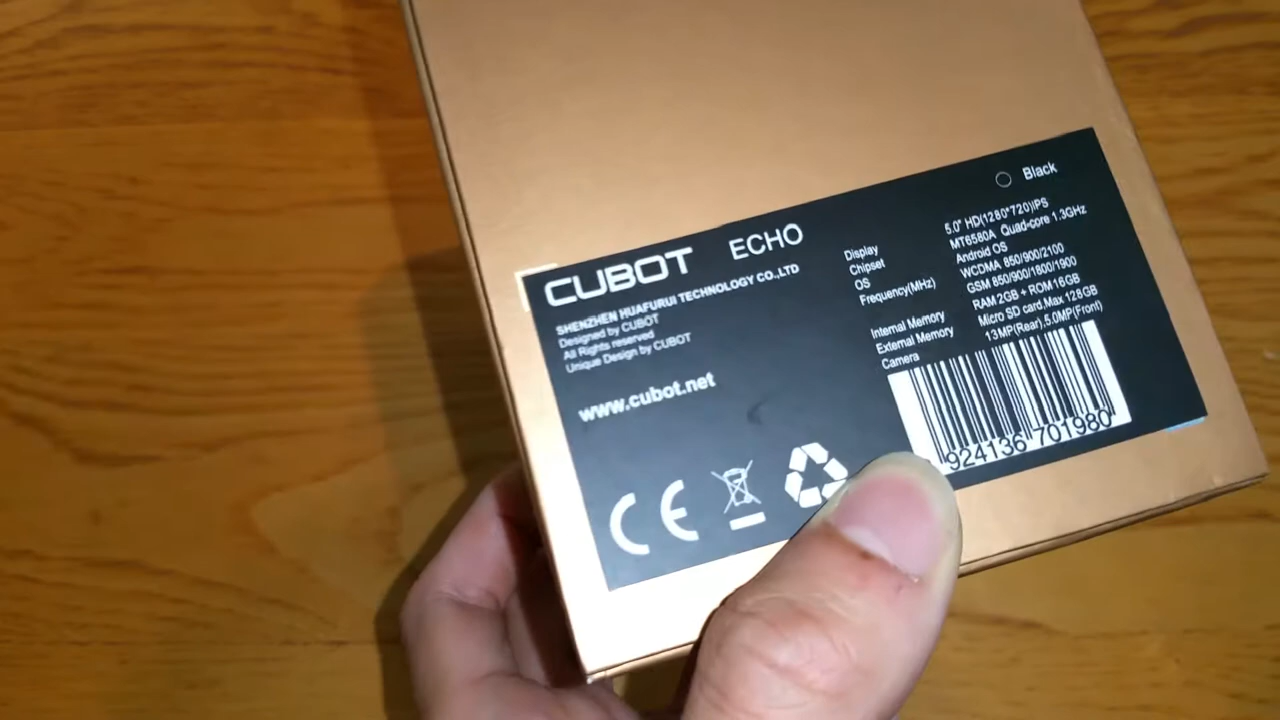 CUBOT ECHO
SHENZHEN HUAFURUI TECHNOLOGY CO.,LTD
Designed by CUBOT
All Rights reserved
Unique Design by CUBOT
www.cubot.net
CE
Black
Display 5.0" HD(1280*720)IPS
Chipset MT6580A Quad-core 1.3GHz
OS Android OS
Frequency(MHz) WCDMA 850/900/2100
GSM 850/900/1800/1900
Internal Memory RAM 2GB + ROM 16GB
External Memory Micro SD card.Max 128GB
Camera 13MP(Rear),5.0MP(Front)
924136 701980